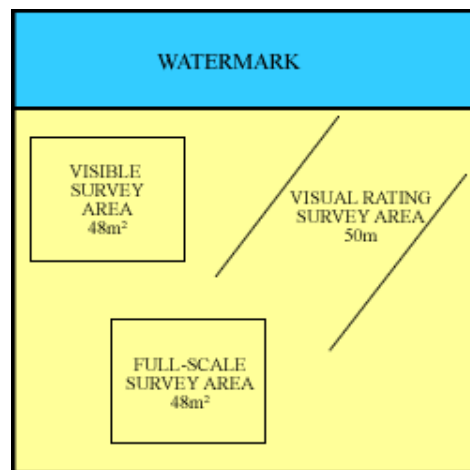 WATERMARK
VISIBLE
SURVEY
AREA
48m²
VISUAL RATING
SURVEY AREA
50m
FULL-SCALE
SURVEY AREA
48m²